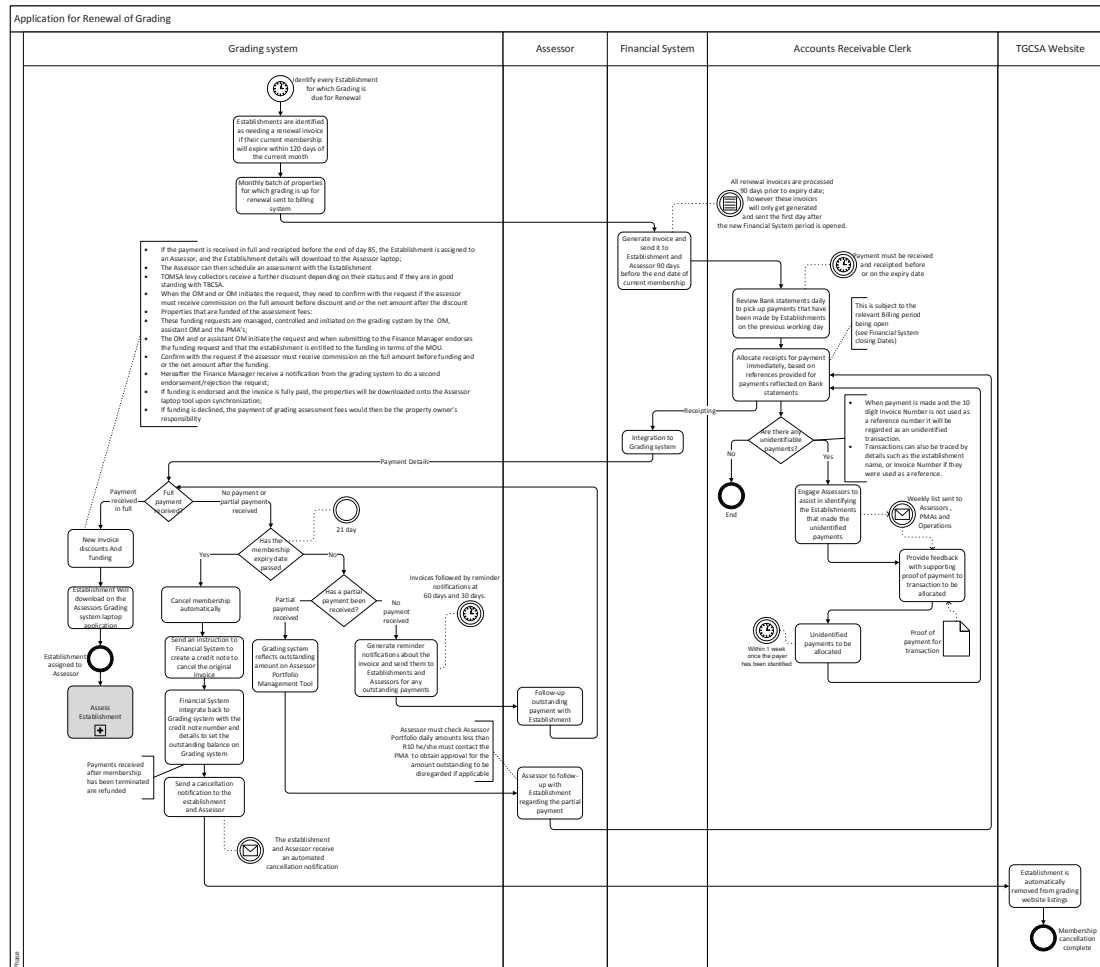 Application for Renewal of Grading
Grading system
Assessor
Financial System
Accounts Receivable Clerk
TGCSA Website
Phase
Identify every Establishment
for which Grading is
due for Renewal
Establishments are identified
as needing a renewal invoice
if their current membership
will expire within 120 days of
the current month
Monthly batch of properties
for which grading is up for
renewal sent to billing
system
All renewal invoices are processed
90 days prior to expiry date;
however these invoices
will only get generated
and sent the first day after
the new Financial System period is opened.
Generate invoice and
send it to
Establishment and
Assessor 90 days
before the end date of
current membership
Payment must be received
and receipted before
or on the expiry date
Review Bank statements daily
to pick up payments that have
been made by Establishments
on the previous working day
This is subject to the
relevant Billing period
being open
(see Financial System
closing Dates)
Allocate receipts for payment
immediately, based on
references provided for
payments reflected on Bank
statements
• If the payment is received in full and receipted before the end of day 85, the Establishment is assigned to
an Assessor, and the Establishment details will download to the Assessor laptop;
• The Assessor can then schedule an assessment with the Establishment
• TOMSA levy collectors receive a further discount depending on their status and if they are in good
standing with TBCSA.
• When the OM and or OM initiates the request, they need to confirm with the request if the assessor
must receive commission on the full amount before discount and or the net amount after the discount
• Properties that are funded of the assessment fees:
• These funding requests are managed, controlled and initiated on the grading system by the OM,
assistant OM and the PMA's;
• The OM and or assistant OM initiate the request and when submitting to the Finance Manager endorses
the funding request and that the establishment is entitled to the funding in terms of the MOU.
• Confirm with the request if the assessor must receive commission on the full amount before funding and
or the net amount after the funding.
• Hereafter the Finance Manager receive a notification from the grading system to do a second
endorsement/rejection the request;
• If funding is endorsed and the invoice is fully paid, the properties will be downloaded onto the Assessor
laptop tool upon synchronization;
• If funding is declined, the payment of grading assessment fees would then be the property owner's
responsibility
Receipting
Integration to
Grading system
Payment Details
Are there any
unidentifiable
payments?
No
Yes
End
• When payment is made and the 10
digit Invoice Number is not used as
a reference number it will be
regarded as an unidentified
transaction.
• Transactions can also be traced by
details such as the establishment
name, or Invoice Number if they
were used as a reference.
Engage Assessors to
assist in identifying the
Establishments that
made the
unidentified
payments
Weekly list sent to
Assessors ,
PMAs and
Operations
Provide feedback
with supporting
proof of payment to
transaction to be
allocated
Proof of
payment for
transaction
Unidentified
payments to be
allocated
Within 1 week
once the payer
has been identified
Full
payment
received?
Payment
received
in full
No payment or
partial payment
received
New invoice
discounts And
funding
Establishment Will
download on the
Assessors Grading
system laptop
application
Establishment
assigned to
Assessor
Assess
Establishment
21 day
Has the
membership
expiry date
passed
Yes
No
Cancel membership
automatically
Send an instruction to
Financial System to
create a credit note to
cancel the original
invoice
Financial System
integrate back to
Grading system with the
credit note number and
details to set the
outstanding balance on
Grading system
Payments received
after membership
has been terminated
are refunded
Send a cancellation
notification to the
establishment
and Assessor
The establishment
and Assessor receive
an automated
cancellation notification
Has a partial
payment been
received?
Partial
payment
received
No
payment
received
Invoices followed by reminder
notifications at
60 days and 30 days.
Grading system
reflects outstanding
amount on Assessor
Portfolio
Management Tool
Generate reminder
notifications about the
invoice and send them to
Establishments and
Assessors for any
outstanding payments
Follow-up
outstanding
payment with
Establishment
Assessor must check Assessor
Portfolio daily amounts less than
R10 he/she must contact the
PMA to obtain approval for the
amount outstanding to be
disregarded if applicable
Assessor to follow-
up with
Establishment
regarding the partial
payment
Establishment is
automatically
removed from grading
website listings
Membership
cancellation
complete